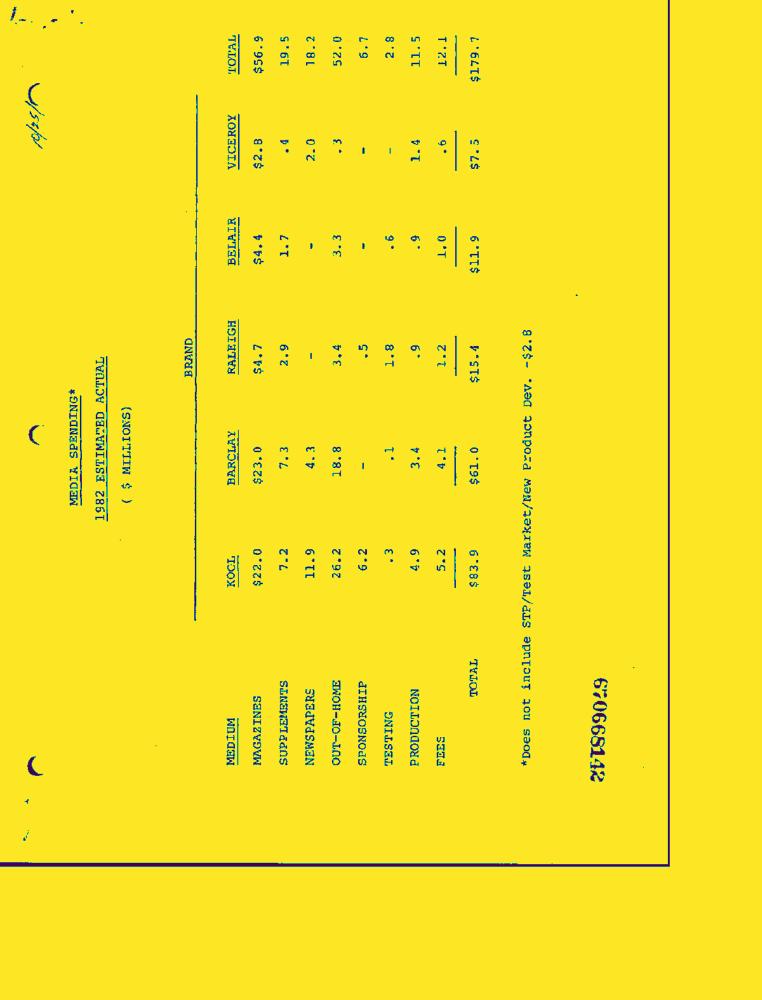 10/25/
MEDIA SPENDING*
1982 ESTIMATED ACTUAL
( $ MILLIONS)
BRAND
MEDIUM KOOL BARCLAY RALEIGH BELAIR VICEROY TOTAL
MAGAZINES $22.0 $23.0 $4.7 $4.4 $2.8 $56.9
SUPPLEMENTS 7.2 7.3 2.9 1.7 .4 19.5
NEWSPAPERS 11.9 4.3 - - 2.0 18.2
OUT-OF-HOME 26.2 18.8 3.4 3.3 .3 52.0
SPONSORSHIP 6.2 - .5 - - 6.7
TESTING .3 .1 1.8 .6 - 2.8
PRODUCTION 4.9 3.4 .9 .9 1.4 11.5
FEES 5.2 4.1 1.2 1.0 .6 12.1
TOTAL $83.9 $61.0 $15.4 $11.9 $7.5 $179.7
*Does not include STP/Test Market/New Product Dev. -$2.8
670668142